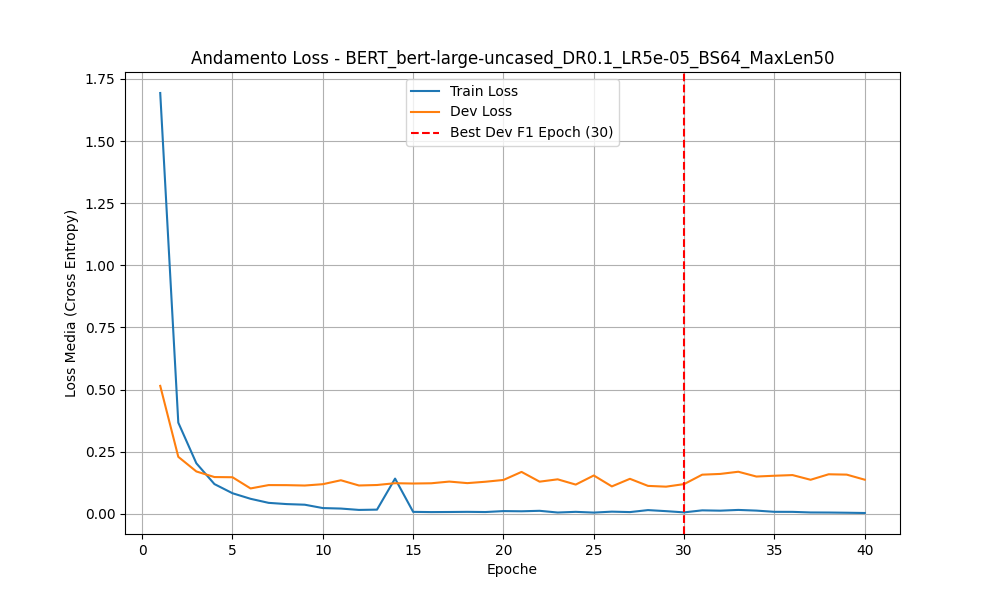 Andamento Loss - BERT_bert-large-uncased_DR0.1_LR5e-05_BS64_MaxLen50
Train Loss
Dev Loss
Best Dev F1 Epoch (30)
Loss Media (Cross Entropy)
1.75
1.50
1.25
1.00
0.75
0.50
0.25
0.00
0 5 10 15 20 25 30 35 40
Epoche